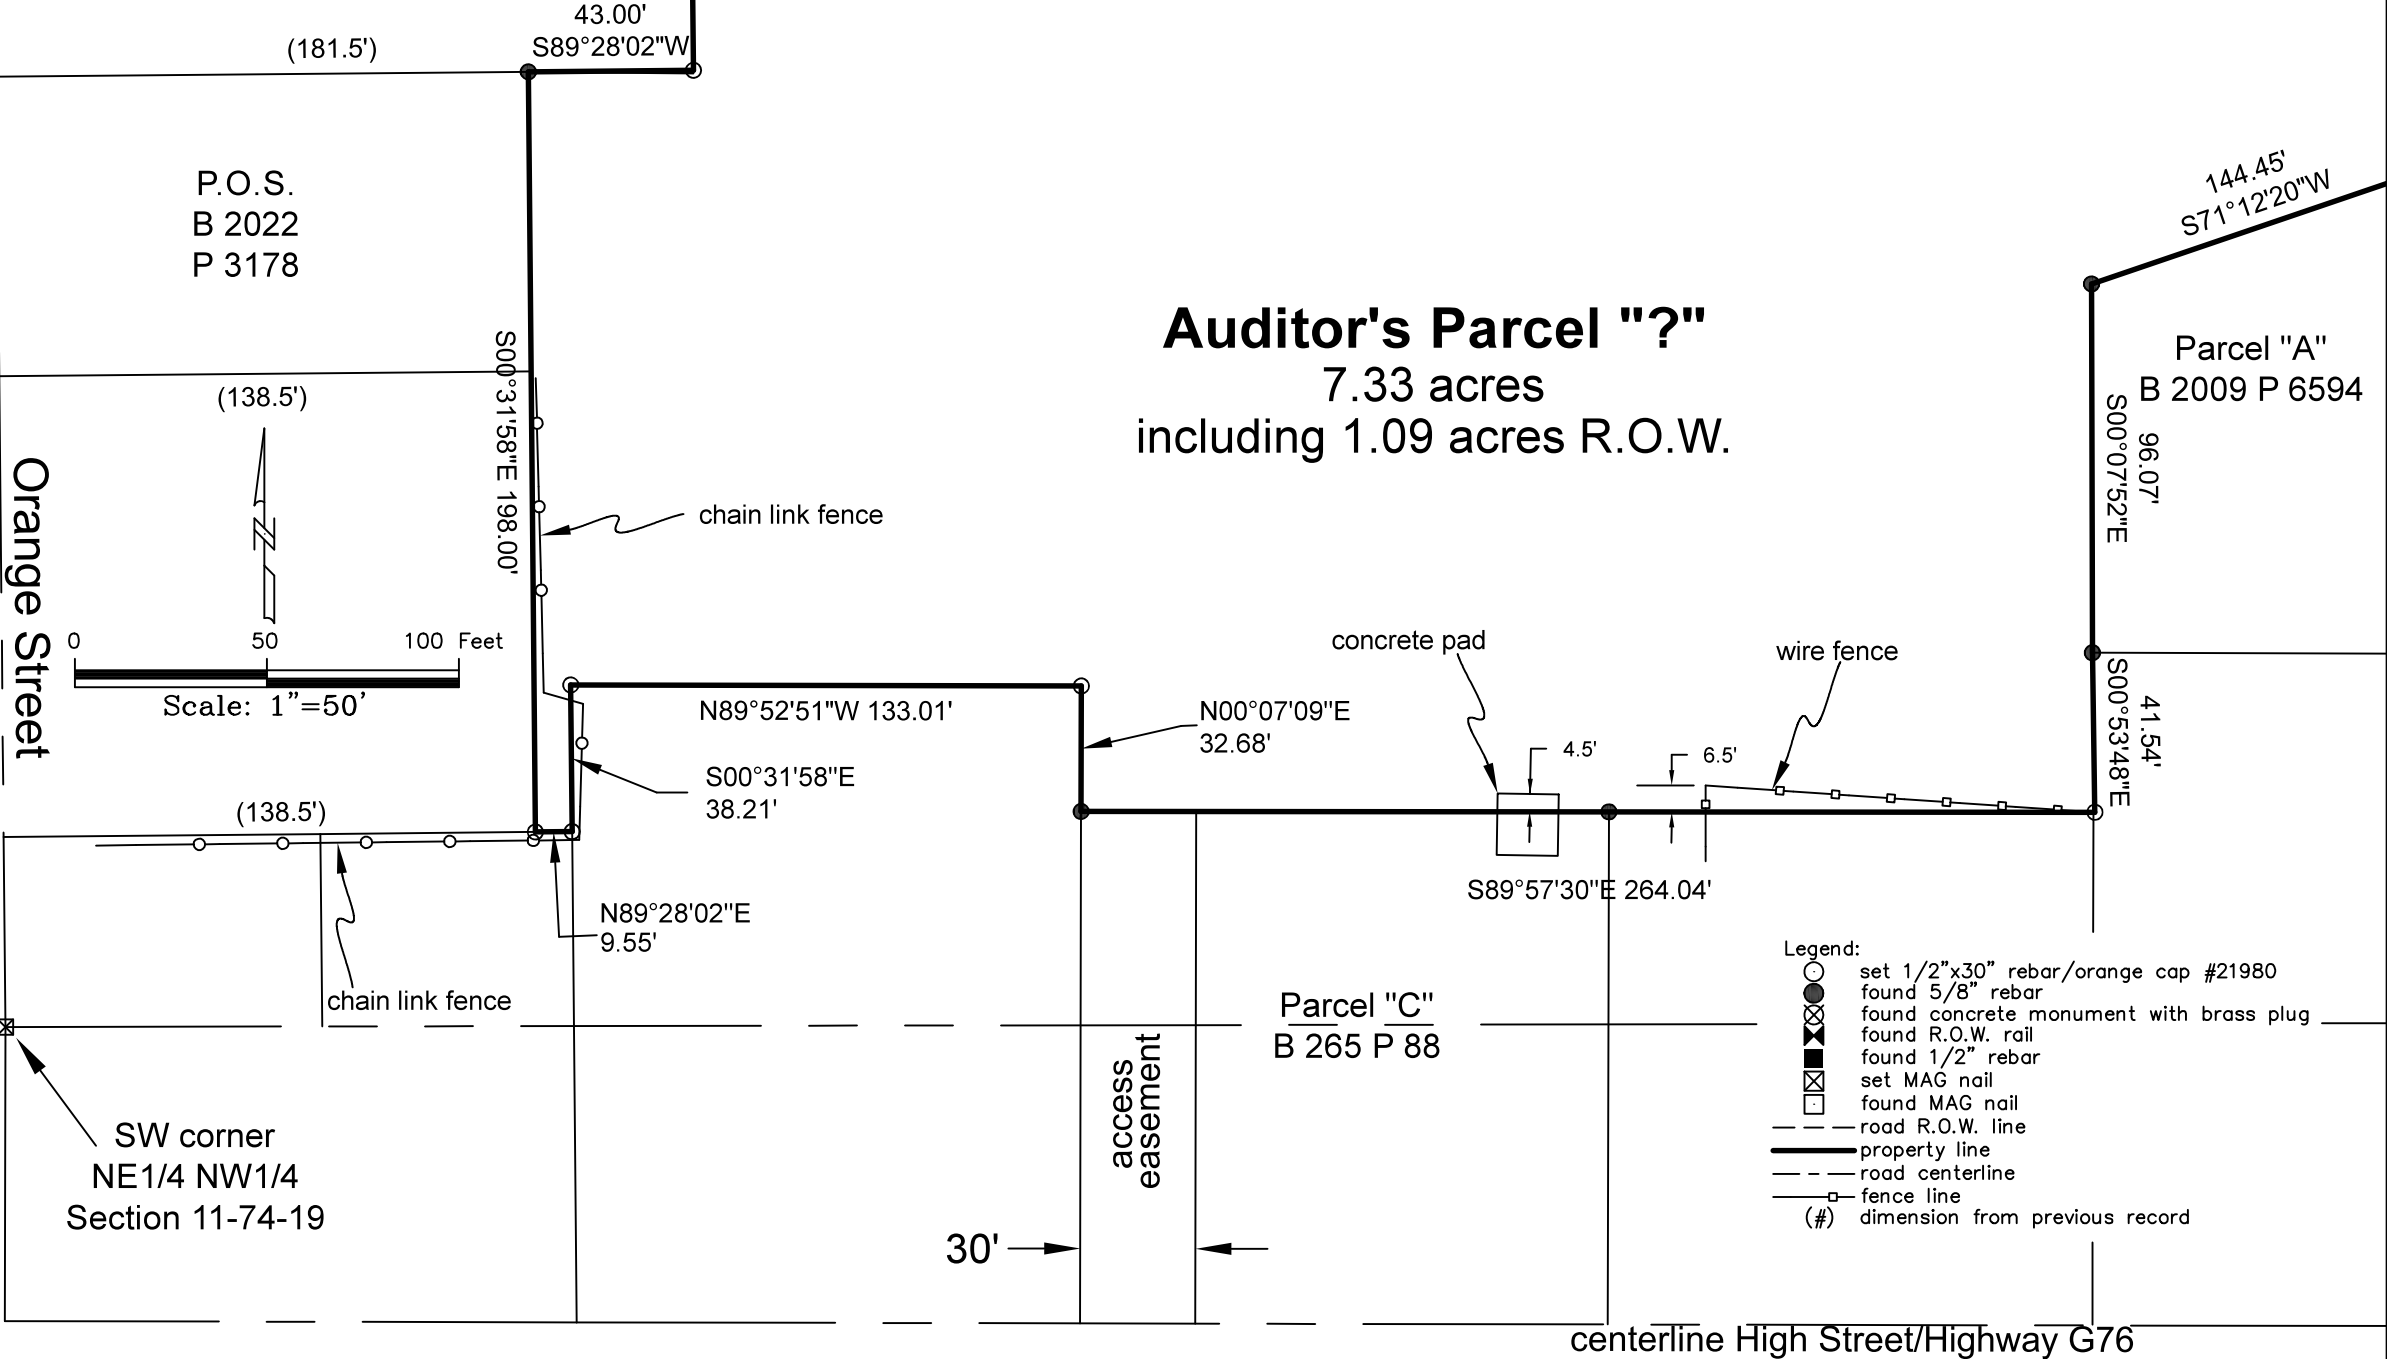 43.00'
S89°28'02"W
(181.5')
P.O.S.
B 2022
P 3178
144.45'
S71°12'20"W
Auditor's Parcel "?"
7.33 acres
including 1.09 acres R.O.W.
Parcel "A"
B 2009 P 6594
S00°31'58"E 198.00'
(138.5')
96.07'
S00°07'52"E
Orange Street
chain link fence
0 50 100 Feet
Scale: 1"=50'
concrete pad
wire fence
N89°52'51"W 133.01'
N00°07'09"E
32.68'
4.5'
6.5'
41.54'
S00°53'48"E
S00°31'58"E
38.21'
(138.5')
S89°57'30"E 264.04'
N89°28'02"E
9.55'
chain link fence
Parcel "C"
B 265 P 88
access
easement
SW corner
NE1/4 NW1/4
Section 11-74-19
30'
Legend:
set 1/2"x30" rebar/orange cap #21980
found 5/8" rebar
found concrete monument with brass plug
found R.O.W. rail
found 1/2" rebar
set MAG nail
found MAG nail
road R.O.W. line
property line
road centerline
fence line
(#) dimension from previous record
centerline High Street/Highway G76